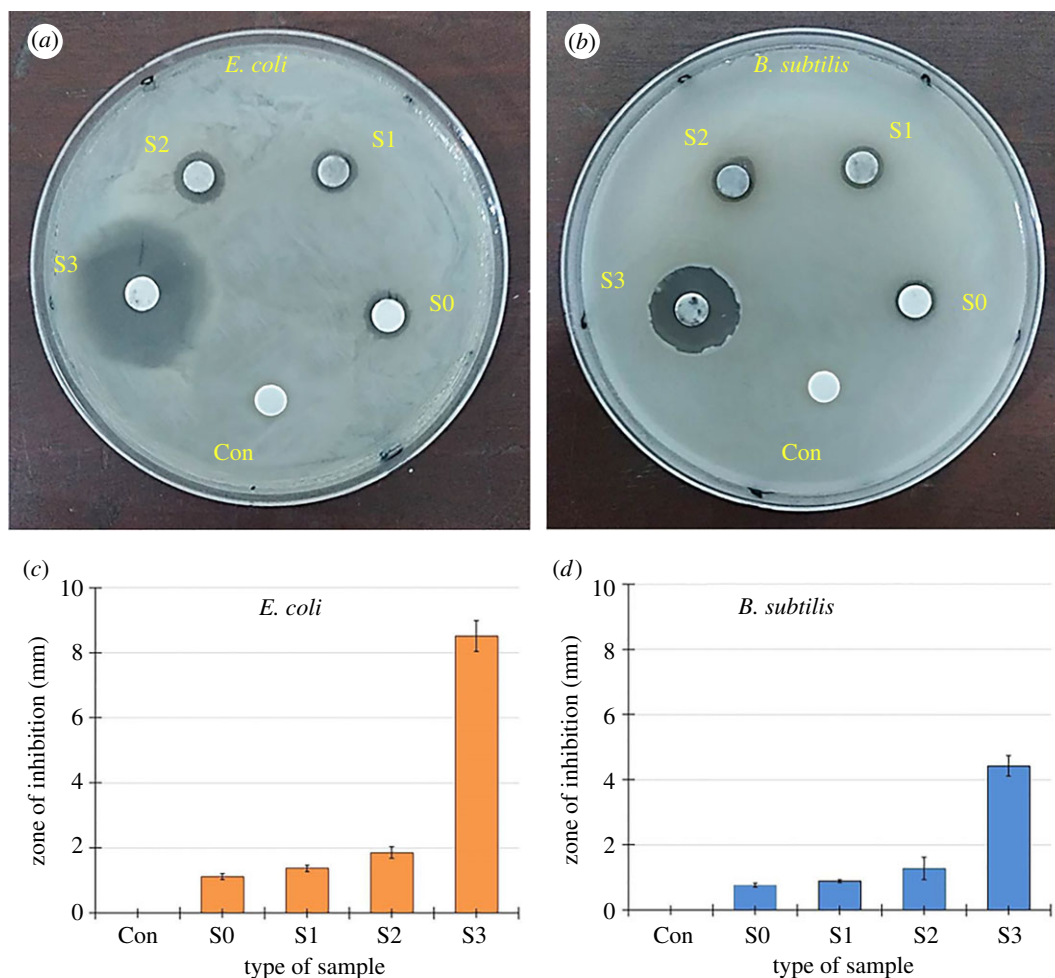 (a)
E. coli
S2
S1
S3
S0
Con
(b)
B. subtilis
S2
S1
S3
S0
Con
(c)
E. coli
zone of inhibition (mm)
10
8
6
4
2
0
Con S0 S1 S2 S3
type of sample
(d)
B. subtilis
zone of inhibition (mm)
10
8
6
4
2
0
Con S0 S1 S2 S3
type of sample